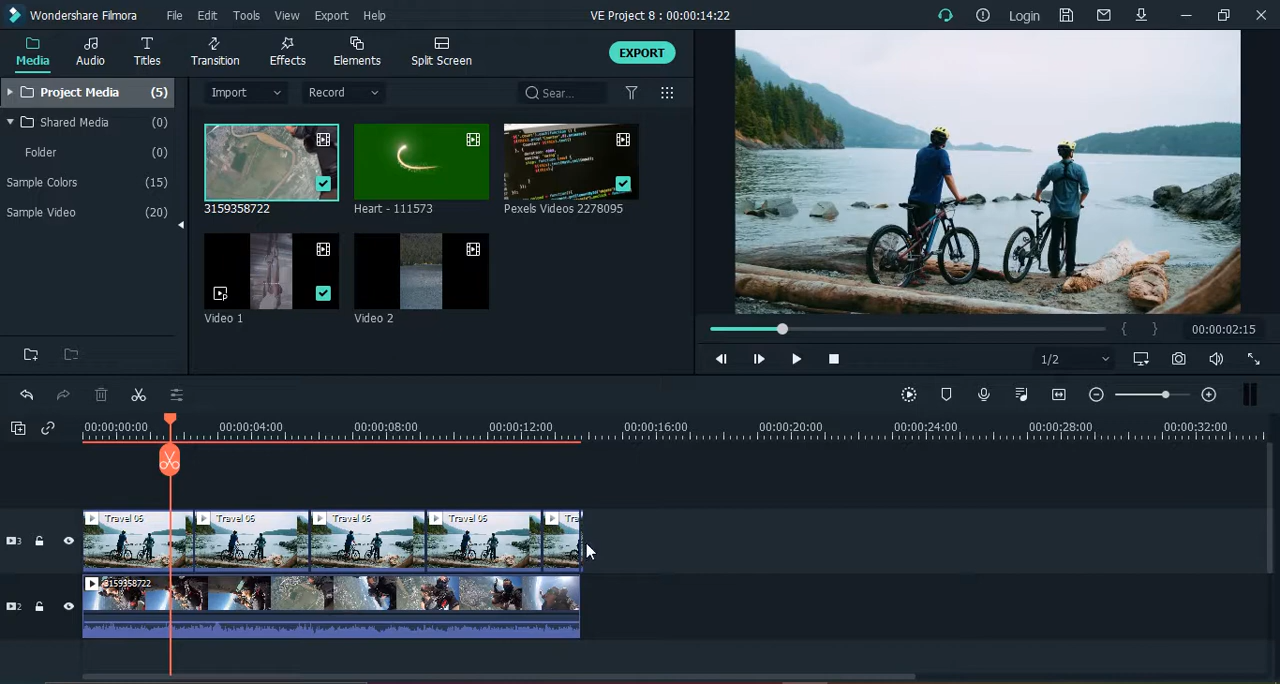 Wondershare Filmora File Edit Tools View Export Help VE Project 8 : 00:00:14:22 Login
Media Audio Titles Transition Effects Elements Split Screen EXPORT
Project Media (5) Import Record Sear...
Shared Media (0)
Folder (0)
Sample Colors (15)
Sample Video (20)
3159358722 Heart - 111573 Pexels Videos 2278095
Video 1 Video 2
00:00:02:15
1/2
00:00:00:00 00:00:04:00 00:00:08:00 00:00:12:00 00:00:16:00 00:00:20:00 00:00:24:00 00:00:28:00 00:00:32:00
Travel 06 Travel 06 Travel 06 Travel 06 Tra
3
3159358722
2